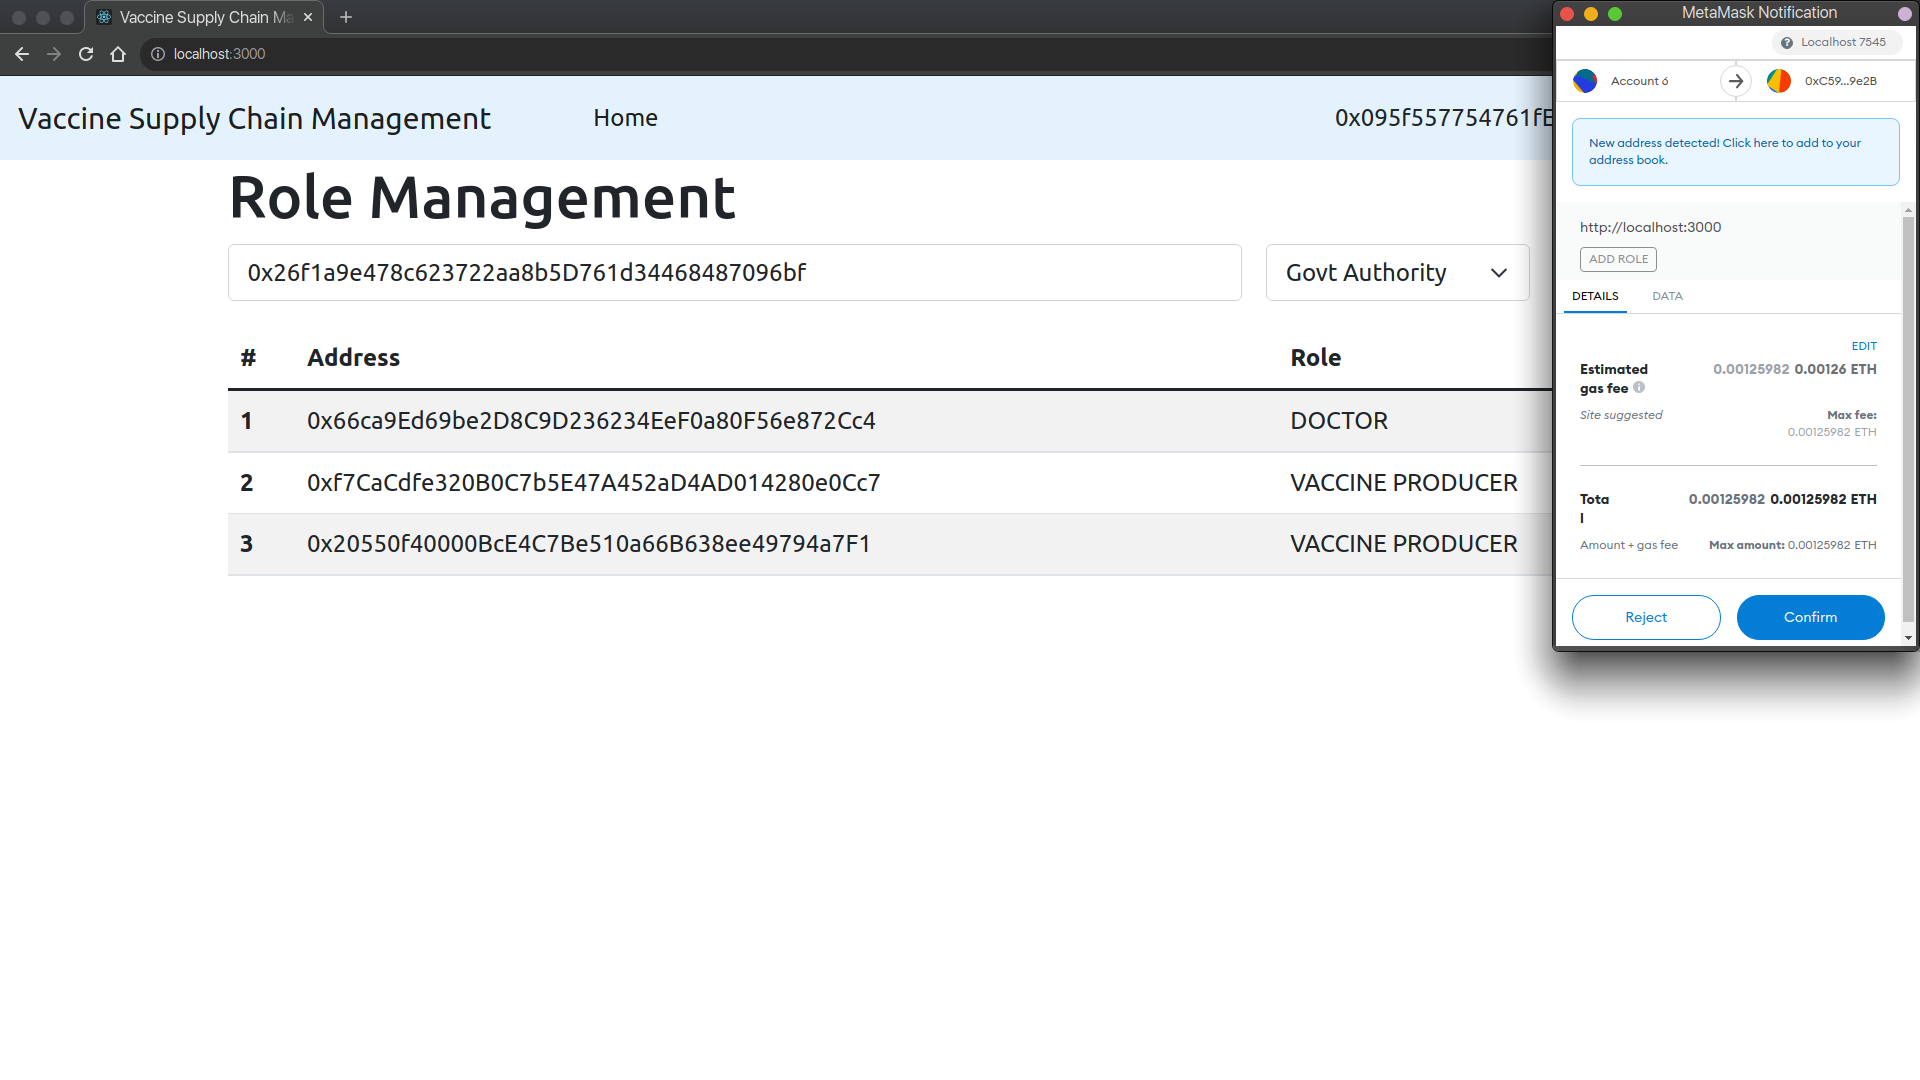 Vaccine Supply Chain Ma
localhost:3000
Vaccine Supply Chain Management
Home
0x095f557754761fE
Role Management
0x26f1a9e478c623722aa8b5D761d34468487096bf
Govt Authority
# Address Role
1 0x66ca9Ed69be2D8C9D236234EeF0a80F56e872Cc4 DOCTOR
2 0xf7CaCdfe320B0C7b5E47A452aD4AD014280e0Cc7 VACCINE PRODUCER
3 0x20550f40000BcE4C7Be510a66B638ee49794a7F1 VACCINE PRODUCER
MetaMask Notification
Localhost 7545
Account 6
0xC59...9e2B
New address detected! Click here to add to your
address book.
http://localhost:3000
ADD ROLE
DETAILS
DATA
EDIT
Estimated 0.00125982 0.00126 ETH
gas fee
Site suggested Max fee:
0.00125982 ETH
Tota 0.00125982 0.00125982 ETH
l
Amount + gas fee Max amount: 0.00125982 ETH
Reject
Confirm